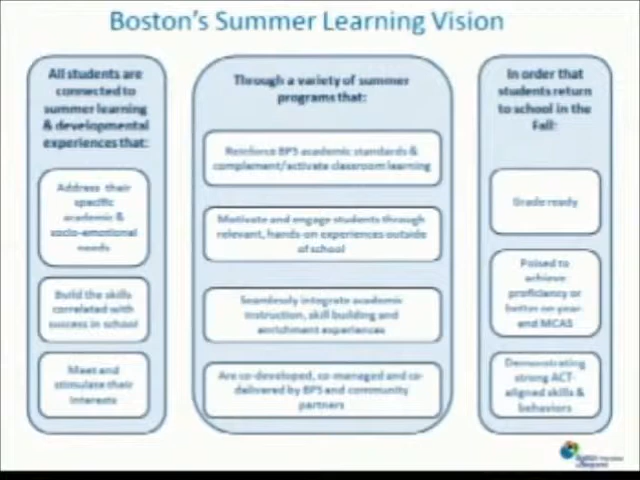 Boston's Summer Learning Vision
All students are
connected to
summer learning
& developmental
experiences that:
Address their
specific
academic &
socio-emotional
needs
Build the skills
correlated with
success in school
Meet and
stimulate their
interests
Through a variety of summer
programs that:
Reinforce BPS academic standards &
complement/activate classroom learning
Motivate and engage students through
relevant, hands-on experiences outside
of school
Seamlessly integrate academic
instruction, skill building and
enrichment experiences
Are co-developed, co-managed and co-
delivered by BPS and community
partners
In order that
students return
to school in the
Fall:
Grade ready
Poised to
achieve
proficiency or
better on year-
end MCAS
Demonstrating
strong ACT-
aligned skills &
behaviors